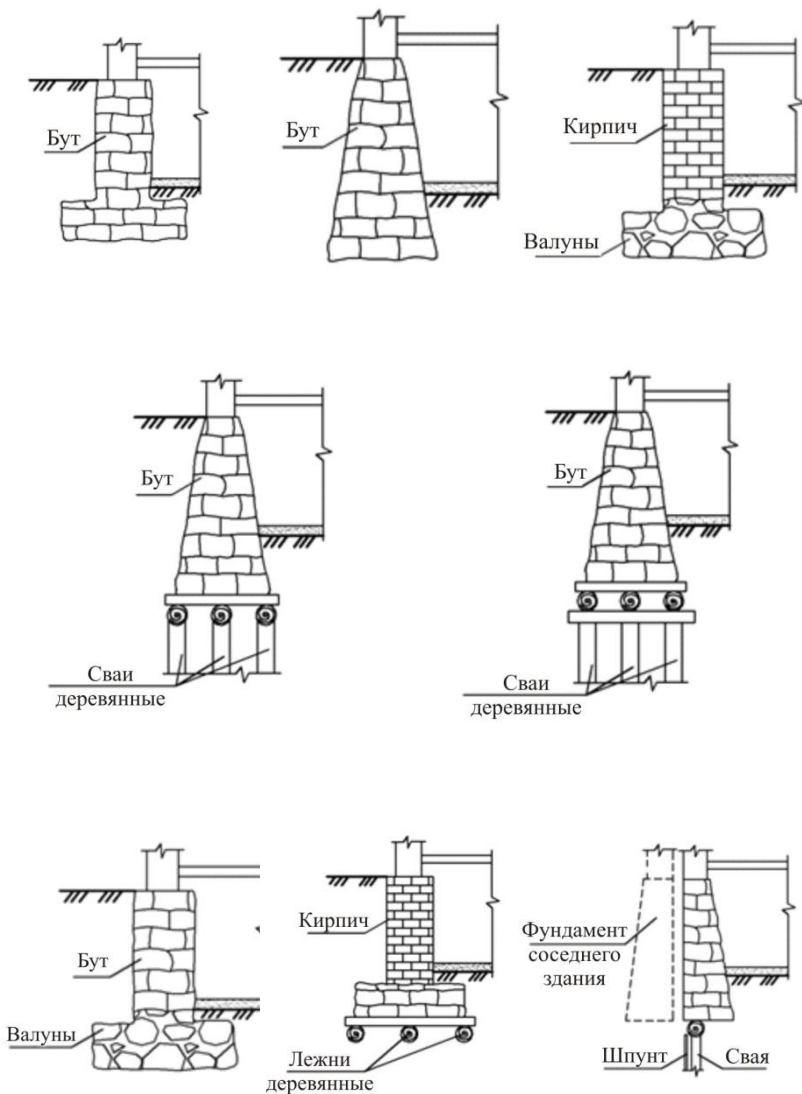 Бут
Бут
Кирпич
Валуны
Бут
Сваи
деревянные
Бут
Сваи
деревянные
Бут
Валуны
Кирпич
Лежни
деревянные
Фундамент
соседнего
здания
Шпунт
Свая